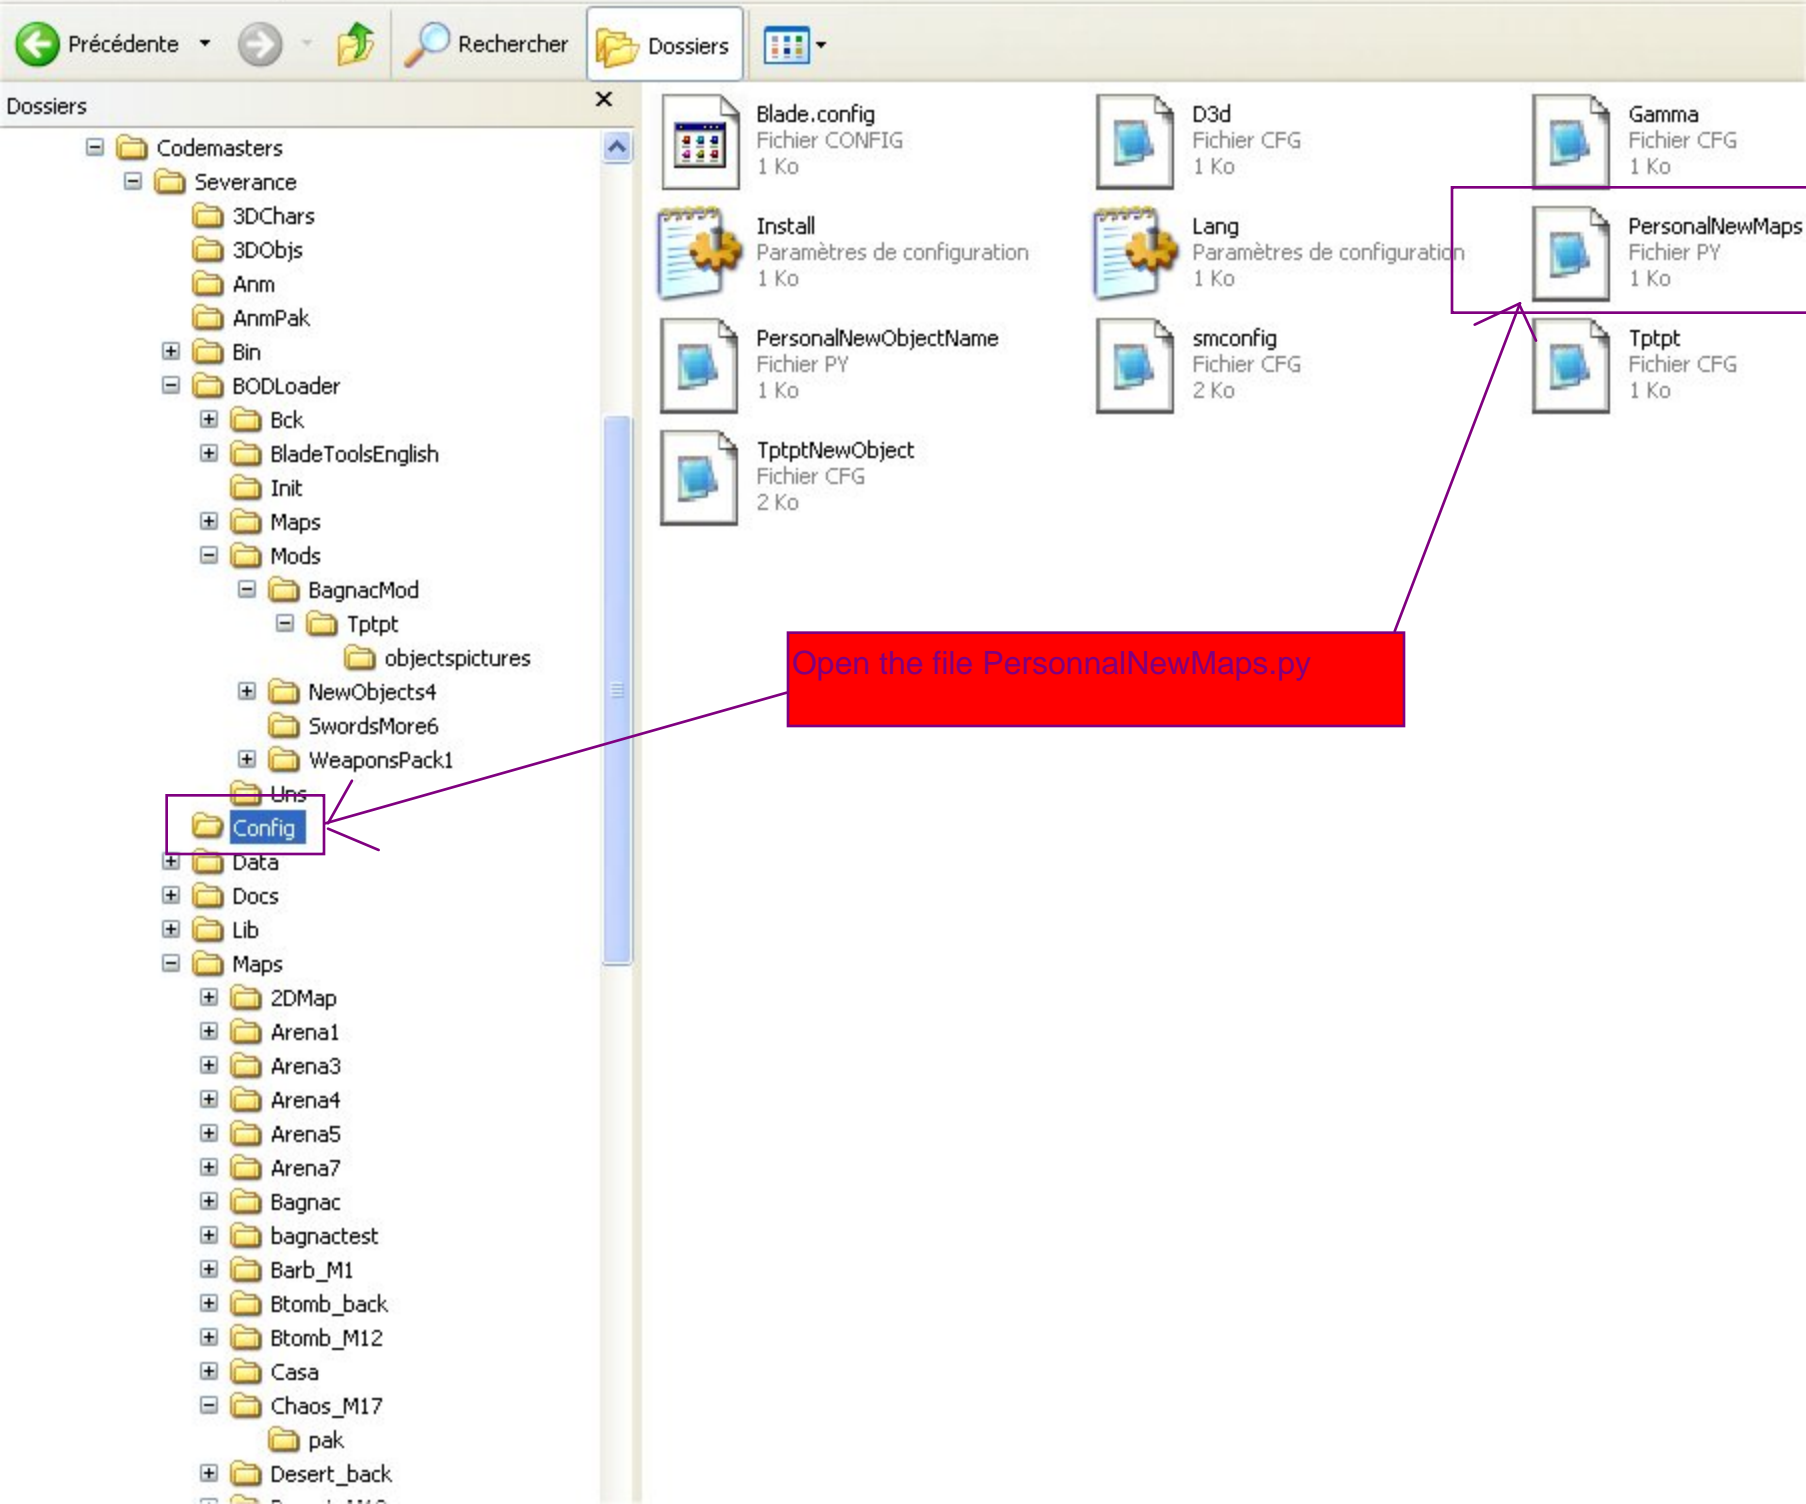 Précédente
Rechercher
Dossiers
Dossiers
Codemasters
Severance
3DChars
3DObjs
Anm
AnmPak
Bin
BODLoader
Bck
BladeToolsEnglish
Init
Maps
Mods
BagnacMod
Tptpt
objectspictures
NewObjects4
SwordsMore6
WeaponsPack1
Uns
Config
Data
Docs
Lib
Maps
2DMap
Arena1
Arena3
Arena4
Arena5
Arena7
Bagnac
bagnactest
Barb_M1
Btomb_back
Btomb_M12
Casa
Chaos_M17
pak
Desert_back
Blade.config
Fichier CONFIG
1 Ko
D3d
Fichier CFG
1 Ko
Gamma
Fichier CFG
1 Ko
Install
Paramètres de configuration
1 Ko
Lang
Paramètres de configuration
1 Ko
PersonalNewMaps
Fichier PY
1 Ko
PersonalNewObjectName
Fichier PY
1 Ko
smconfig
Fichier CFG
2 Ko
Tptpt
Fichier CFG
1 Ko
TptptNewObject
Fichier CFG
2 Ko
Open the file PersonnalNewMaps.py